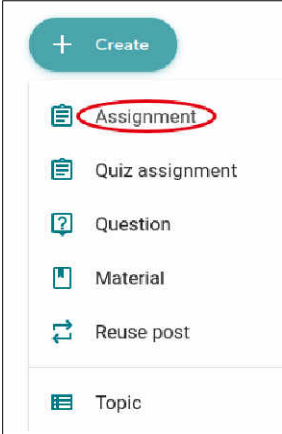 Create
Assignment
Quiz assignment
Question
Material
Reuse post
Topic